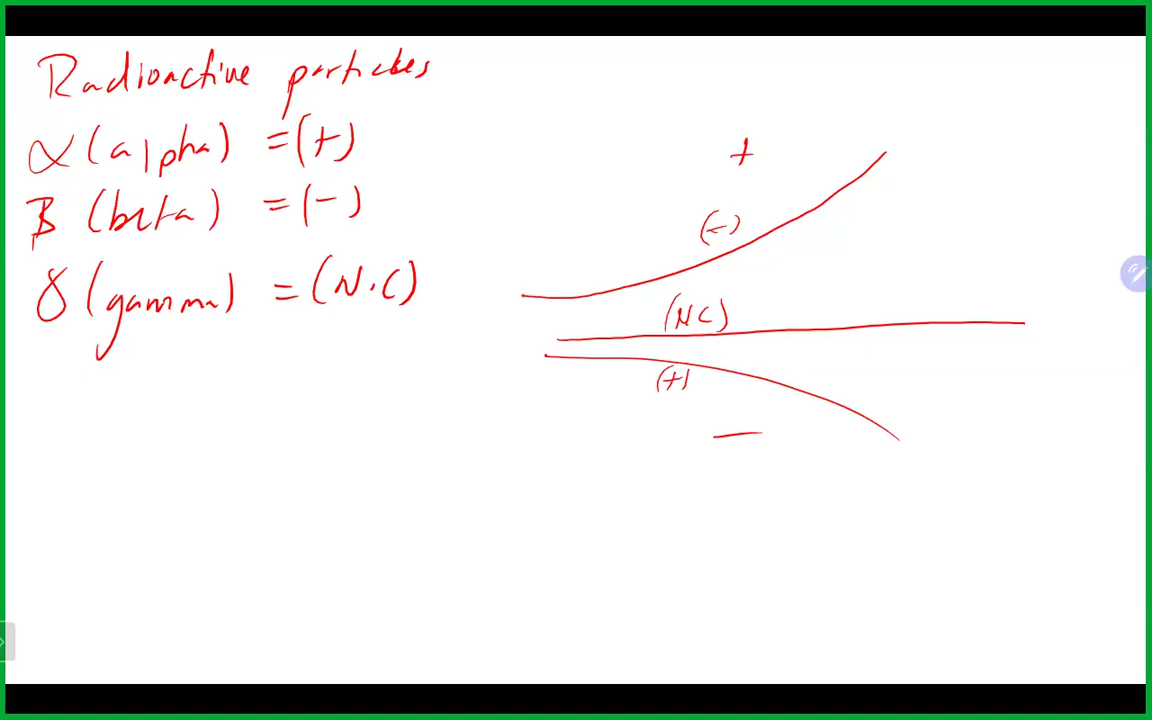 Radioactive particles
α (alpha) = (+)
β (beta) = (-)
γ (gamma) = (N.C)
+
(-)
(NC)
(+)
-